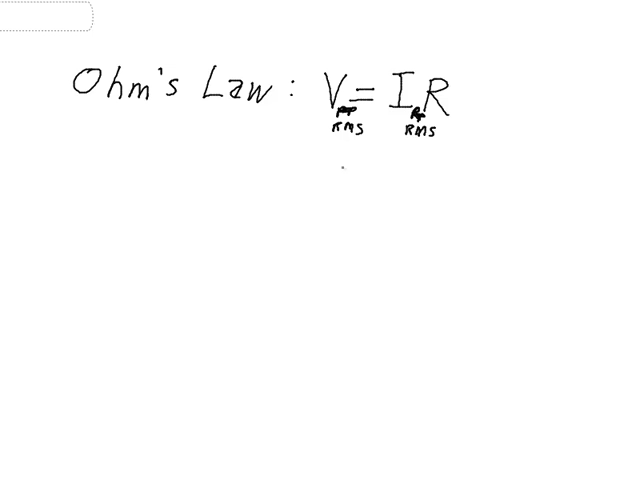 Ohm's Law : V = I R
RMS RMS